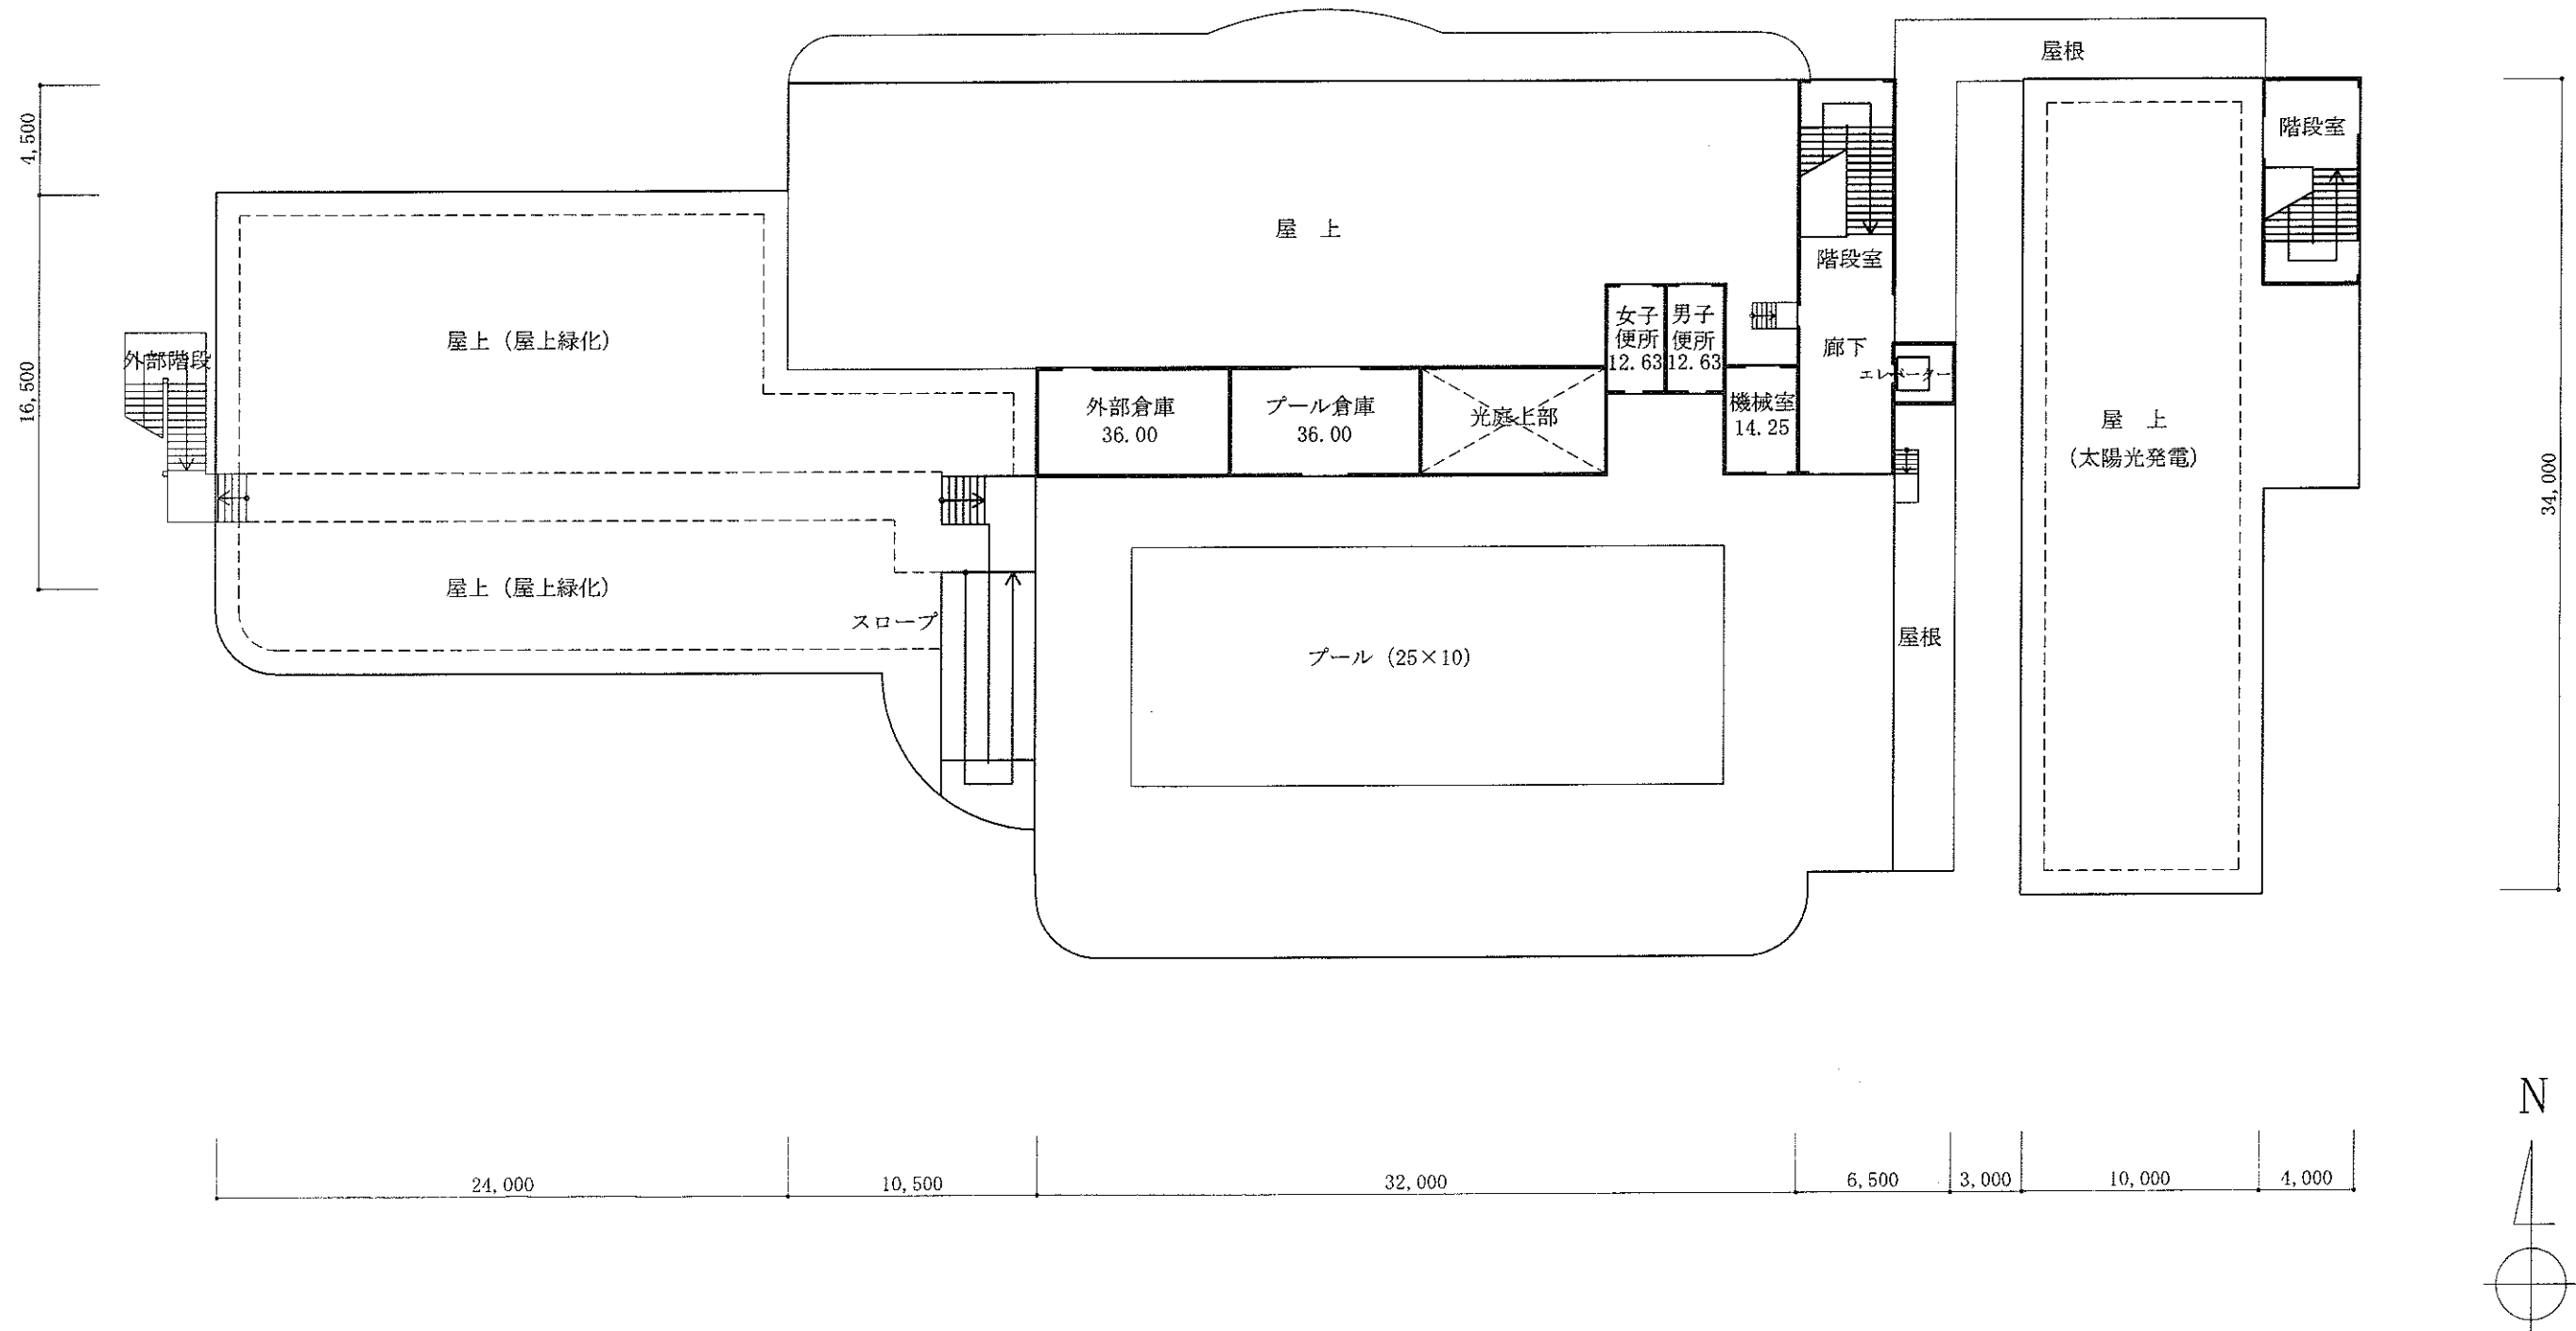 屋根
4,500
階段室
屋 上
階段室
屋上（屋上緑化）
外部階段
女子
便所
12.63
男子
便所
12.63
廊下
エレベーター
外部倉庫
36.00
プール倉庫
36.00
光庭上部
機械室
14.25
屋 上
（太陽光発電）
16,500
34,000
屋上（屋上緑化）
スロープ
プール（25×10）
屋根
N
24,000
10,500
32,000
6,500
3,000
10,000
4,000